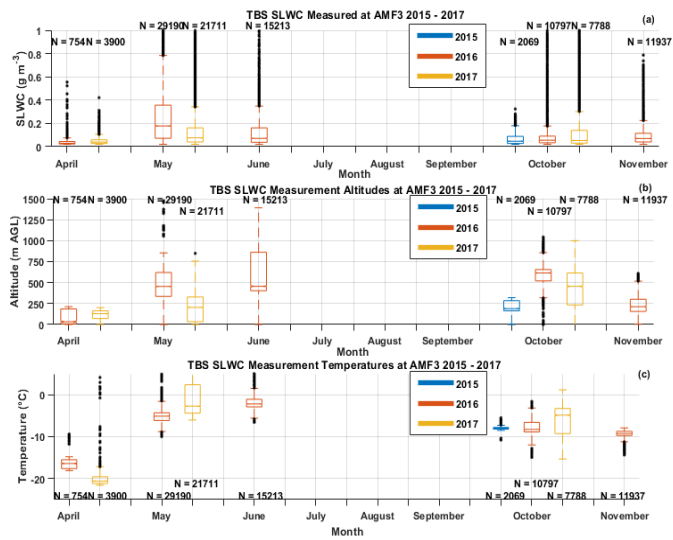 TBS SLWC Measured at AMF3 2015 - 2017
(a)
N = 754 N = 3900 N = 29190 N = 21711 N = 15213 N = 2069 N = 10797 N = 7788 N = 11937
SLWC (g m⁻³)
1
0.8
0.6
0.4
0.2
0
2015
2016
2017
April May June July August September October November
Month
TBS SLWC Measurement Altitudes at AMF3 2015 - 2017
(b)
N = 754 N = 3900 N = 29190 N = 21711 N = 15213 N = 2069 N = 10797 N = 7788 N = 11937
Altitude (m AGL)
1500
1250
1000
750
500
250
0
2015
2016
2017
April May June July August September October November
Month
TBS SLWC Measurement Temperatures at AMF3 2015 - 2017
(c)
Temperature (°C)
0
-10
-20
2015
2016
2017
N = 754 N = 3900 N = 29190 N = 21711 N = 15213 N = 2069 N = 10797 N = 7788 N = 11937
April May June July August September October November
Month